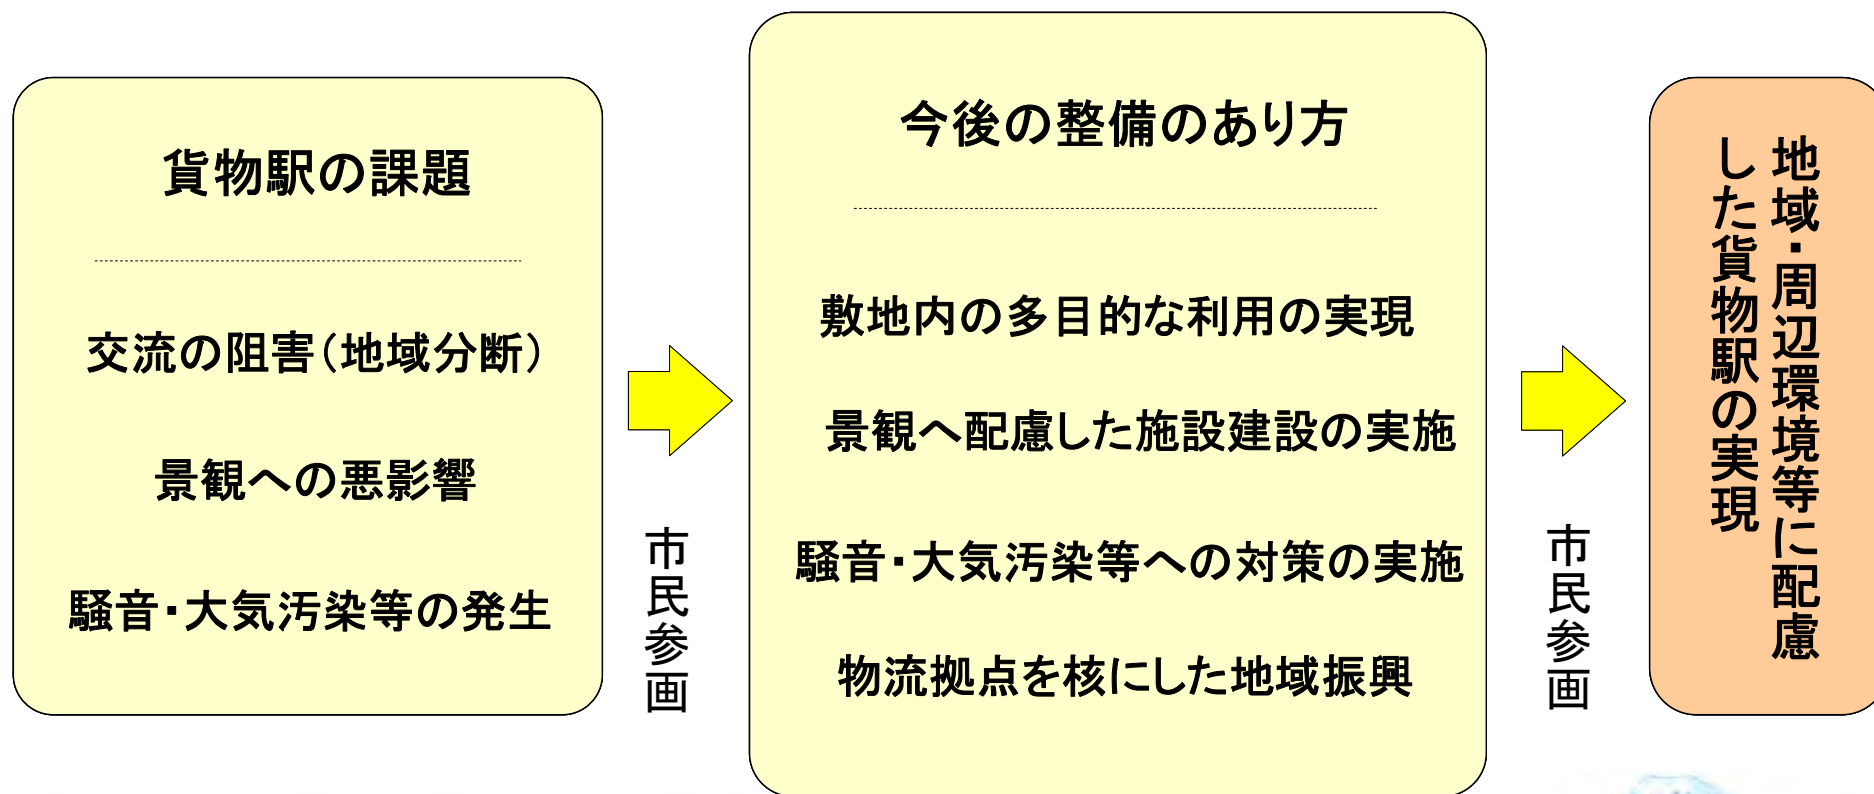 貨物駅の課題
交流の阻害(地域分断)
景観への悪影響
騒音・大気汚染等の発生
市民参画
今後の整備のあり方
敷地内の多目的な利用の実現
景観へ配慮した施設建設の実施
騒音・大気汚染等への対策の実施
物流拠点を核にした地域振興
市民参画
地域・周辺環境等に配慮
した貨物駅の実現